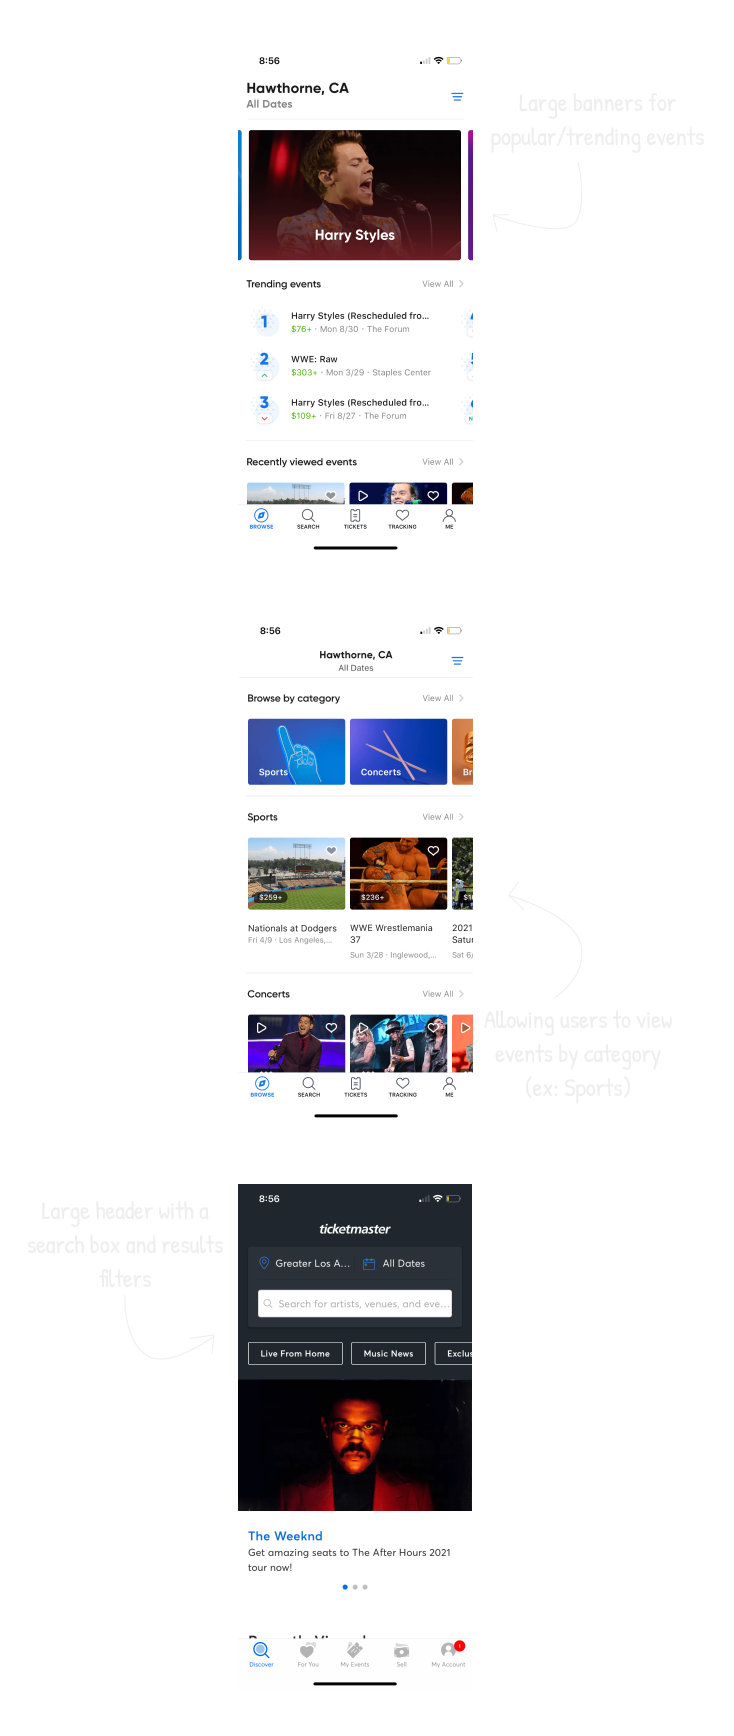 8:56
Hawthorne, CA
All Dates
Large banners for
popular/trending events
Harry Styles
Trending events View All
1
Harry Styles (Rescheduled fro...
$76+ · Mon 8/30 · The Forum
2
WWE: Raw
$303+ · Mon 3/29 · Staples Center
3
Harry Styles (Rescheduled fro...
$109+ · Fri 8/27 · The Forum
Recently viewed events View All
BROWSE SEARCH TICKETS TRACKING ME
8:56
Hawthorne, CA
All Dates
Browse by category View All
Sports Concerts Br
Sports View All
$259+ $236+
Nationals at Dodgers
Fri 4/9 · Los Angeles,...
WWE Wrestlemania
37
Sun 3/28 · Inglewood,...
2021
Satur
Sat 6/
Concerts View All
Allowing users to view
events by category
(ex: Sports)
BROWSE SEARCH TICKETS TRACKING ME
Large header with a
search box and results
filters
8:56
ticketmaster
Greater Los A... All Dates
Search for artists, venues, and eve...
Live From Home Music News Exclus
The Weeknd
Get amazing seats to The After Hours 2021
tour now!
Recently Viewed
Discover For You My Events Sell My Account